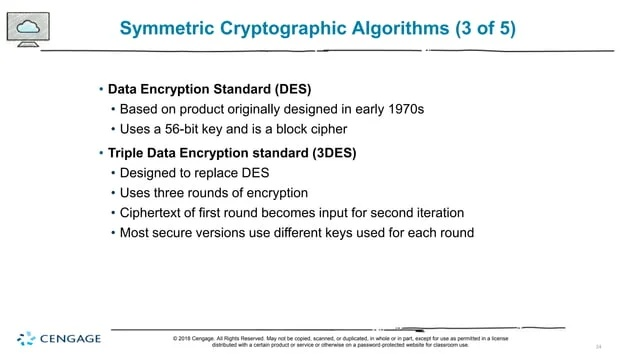 Symmetric Cryptographic Algorithms (3 of 5)
• Data Encryption Standard (DES)
• Based on product originally designed in early 1970s
• Uses a 56-bit key and is a block cipher
• Triple Data Encryption standard (3DES)
• Designed to replace DES
• Uses three rounds of encryption
• Ciphertext of first round becomes input for second iteration
• Most secure versions use different keys used for each round
CENGAGE
© 2018 Cengage. All Rights Reserved. May not be copied, scanned, or duplicated, in whole or in part, except for use as permitted in a license
distributed with a certain product or service or otherwise on a password-protected website for classroom use.